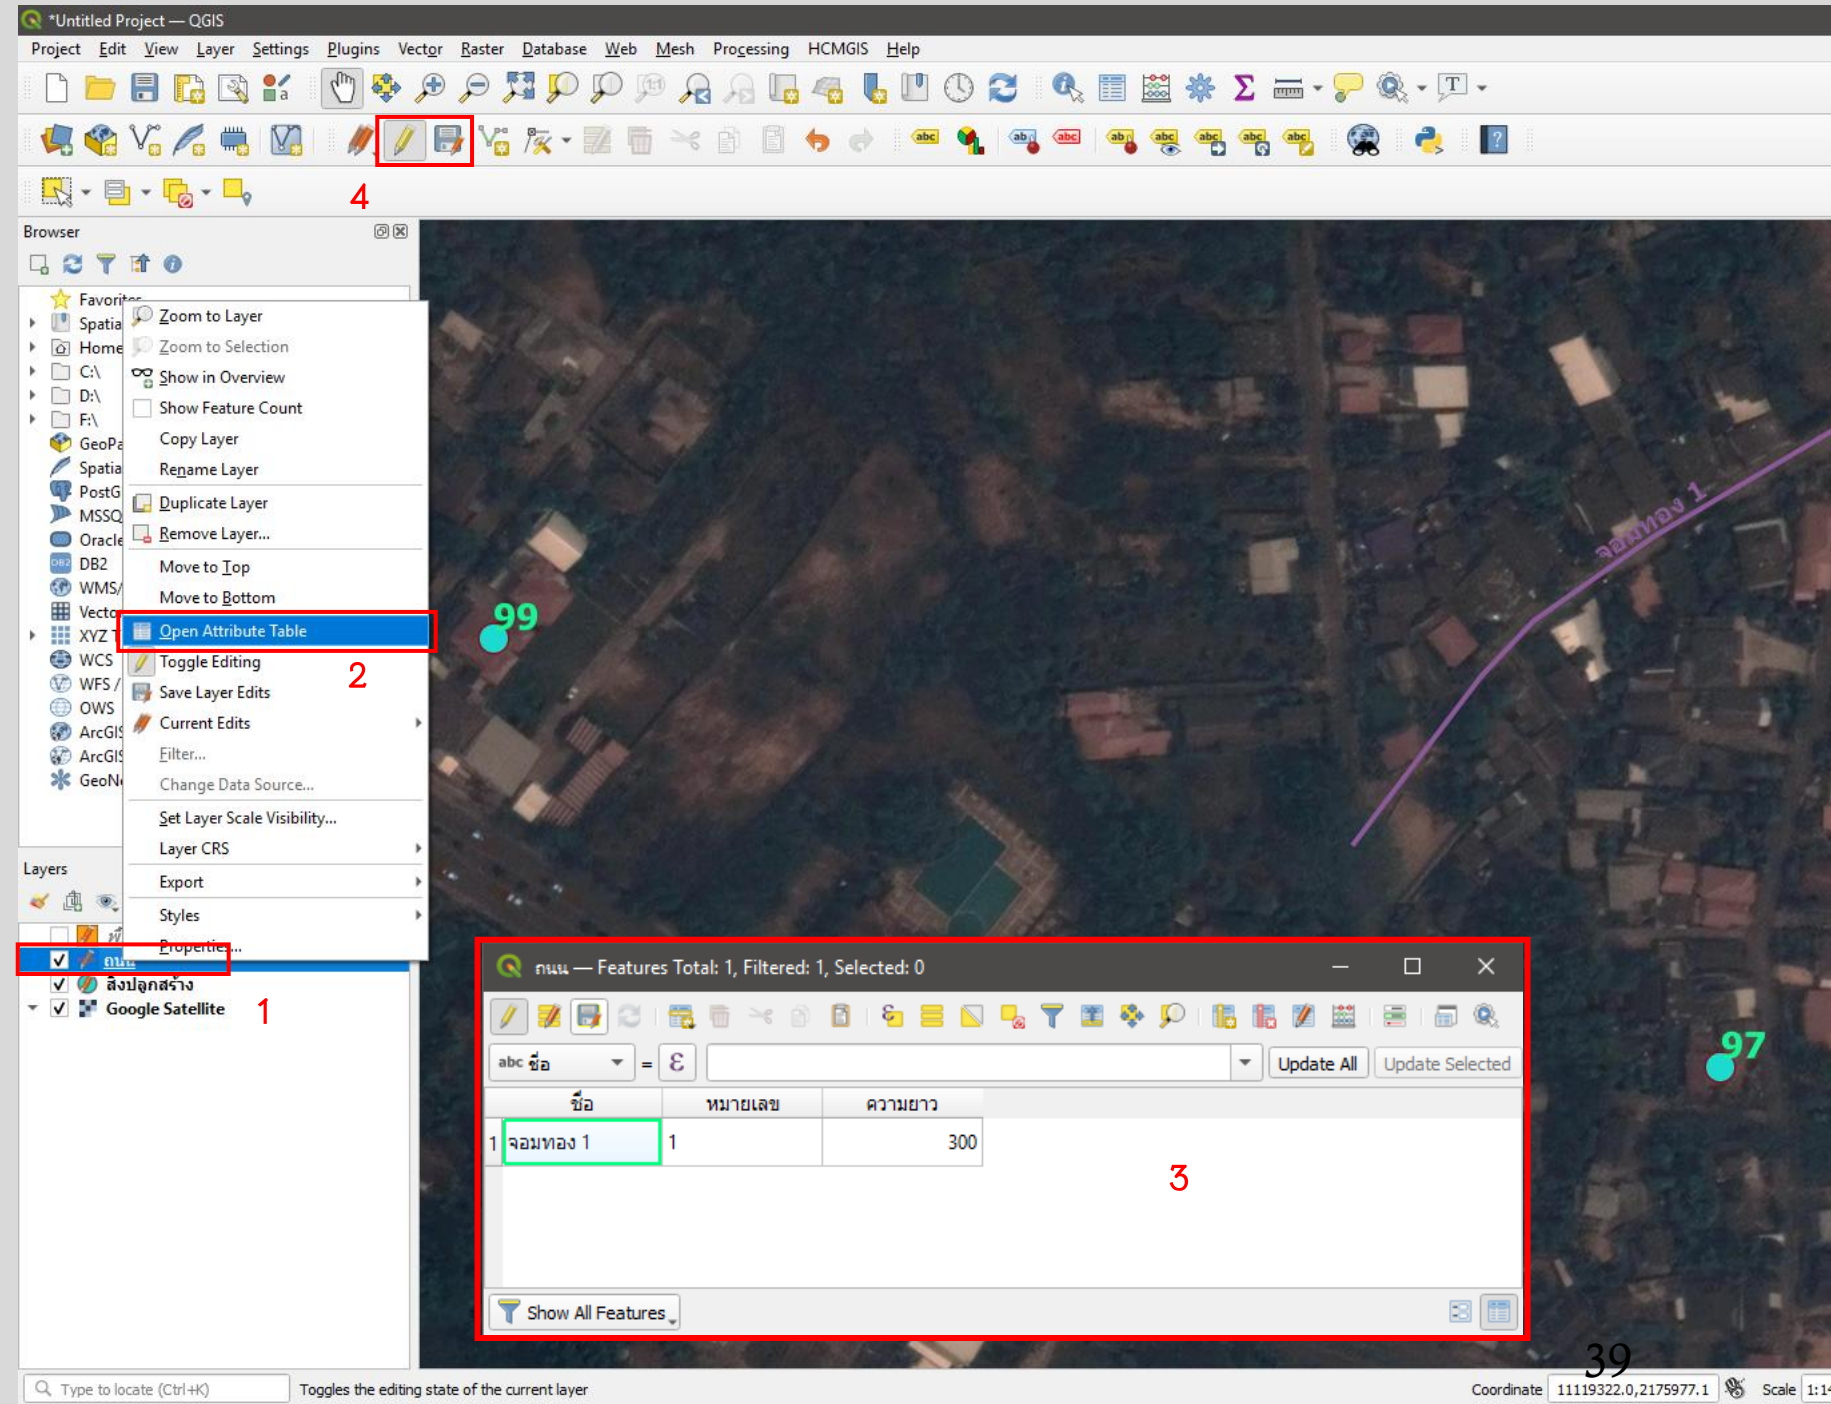 *Untitled Project — QGIS
Project Edit View Layer Settings Plugins Vector Raster Database Web Mesh Processing HCMGIS Help
4
Browser
Favorites
Zoom to Layer
Spatia
Zoom to Selection
Home
Show in Overview
C:\
D:\
Show Feature Count
F:\
Copy Layer
GeoPa
Rename Layer
Spatia
PostG
Duplicate Layer
MSSQ
Remove Layer...
Oracle
DB2
Move to Top
WMS/
Move to Bottom
Vecto
Open Attribute Table
XYZ T
WCS
Toggle Editing
2
WFS /
Save Layer Edits
OWS
Current Edits
ArcGIS
Filter...
ArcGIS
GeoNo
Change Data Source...
Set Layer Scale Visibility...
Layer CRS
Layers
Export
Styles
Properties...
ถนน
สิ่งปลูกสร้าง
Google Satellite
1
99
จอมทอง 1
97
ถนน — Features Total: 1, Filtered: 1, Selected: 0
abc ชื่อ = ε Update All Update Selected
ชื่อ หมายเลข ความยาว
1 จอมทอง 1 1 300
3
Show All Features
39
Type to locate (Ctrl+K) Toggles the editing state of the current layer Coordinate 11119322.0,2175977.1 Scale 1:14